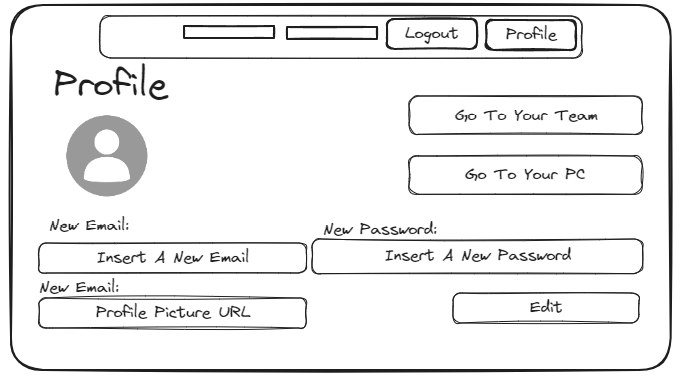 Logout
Profile
Profile
Go To Your Team
Go To Your PC
New Email:
New Password:
Insert A New Email
Insert A New Password
New Email:
Profile Picture URL
Edit